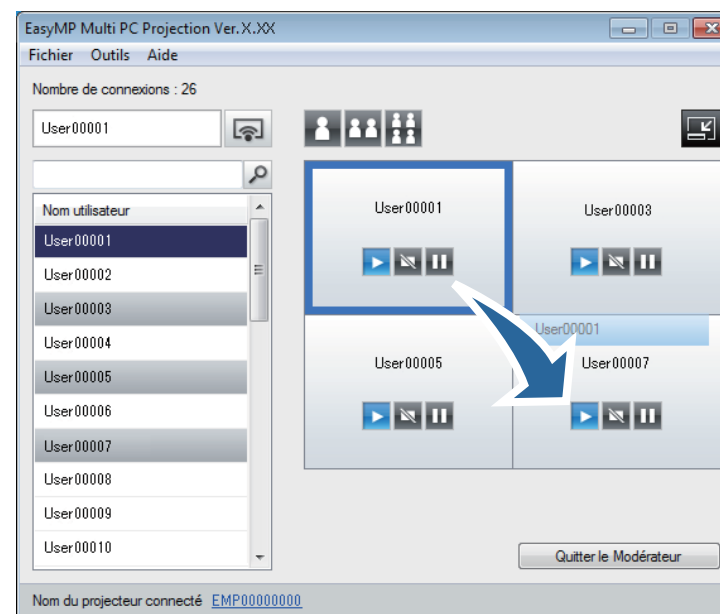 EasyMP Multi PC Projection Ver.X.XX
Fichier Outils Aide
Nombre de connexions : 26
User00001
Nom utilisateur
User00001
User00002
User00003
User00004
User00005
User00006
User00007
User00008
User00009
User00010
User00001
User00003
User00001
User00005
User00007
Quitter le Modérateur
Nom du projecteur connecté EMP00000000